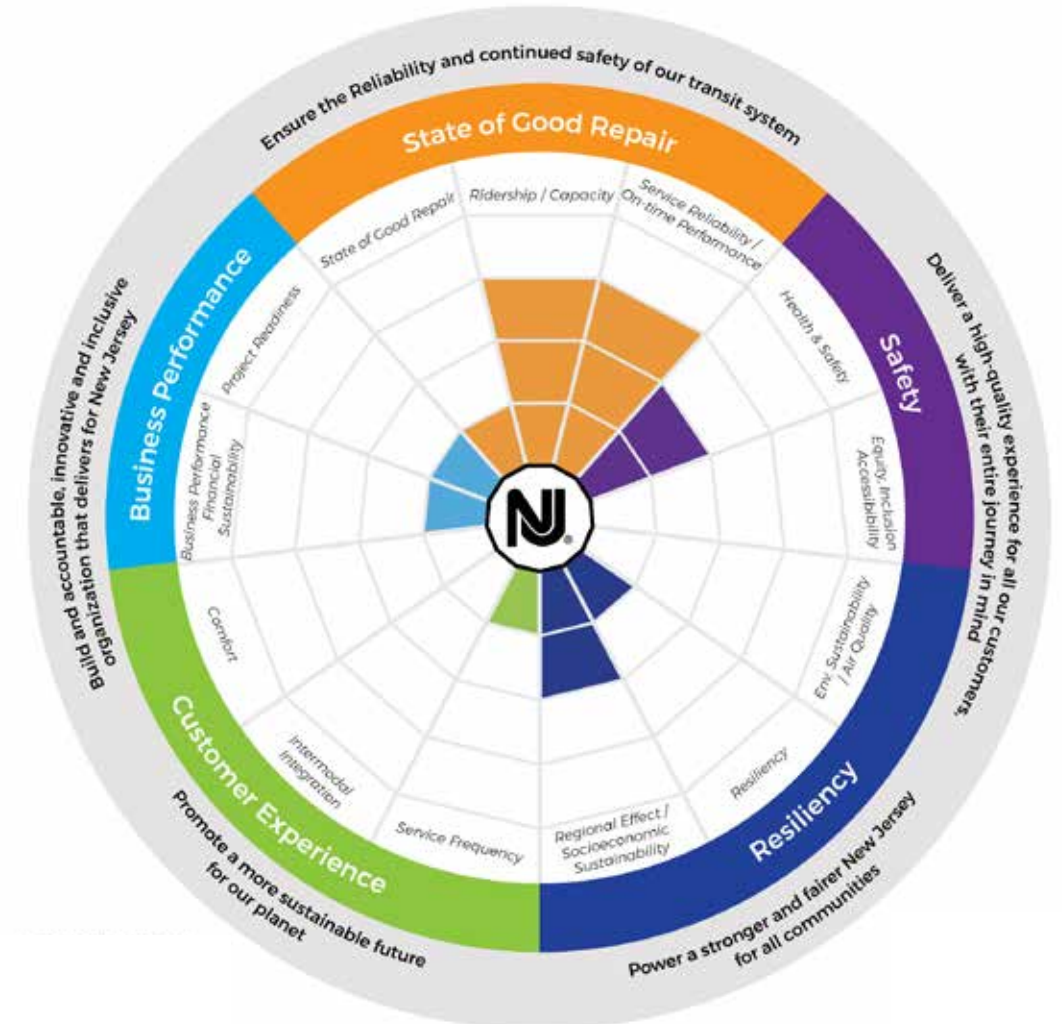 Ensure the Reliability and continued safety of our transit system
State of Good Repair
State of Good Repair
Ridership / Capacity
Service Reliability /
On-time Performance
Safety
Health & Safety
Equity, Inclusion
Accessibibility
Deliver a high-quality experience for all our customers,
with their entire journey in mind
Resiliency
Env. Sustainability
/ Air Quality
Resiliency
Regional Effect /
Socioeconomic
Sustainability
Power a stronger and fairer New Jersey
for all communities
Customer Experience
Service Frequency
Intermodal
Integration
Comfort
Promote a more sustainable future
for our planet
Business Performance
Business Performance
Financial
Sustainability
Project Readiness
Build and accountable, innovative and inclusive
organization that delivers for New Jersey
NJ®